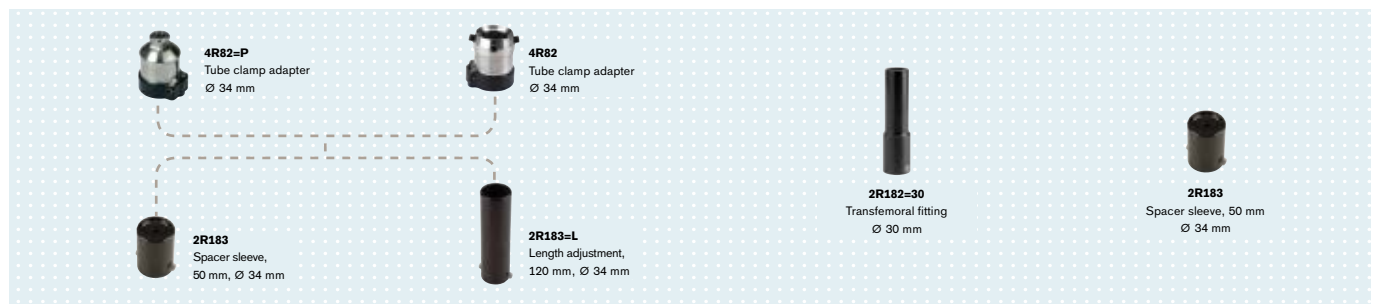 4R82=P
Tube clamp adapter
Ø 34 mm
4R82
Tube clamp adapter
Ø 34 mm
2R183
Spacer sleeve,
50 mm, Ø 34 mm
2R183=L
Length adjustment,
120 mm, Ø 34 mm
2R182=30
Transfemoral fitting
Ø 30 mm
2R183
Spacer sleeve, 50 mm
Ø 34 mm